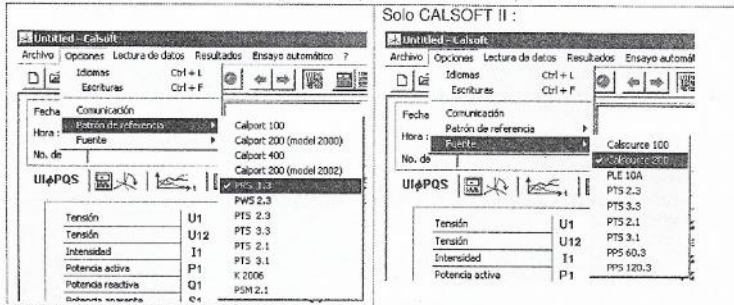 Solo CALSOFT II :
Untitled - Calsoft
Archivo Opciones Lectura de datos Resultados Ensayo automático ?
Idiomas Ctrl + L
Escrituras Ctrl + F
Comunicación
Patrón de referencia
Fuente
Fecha
Hora :
No. de
Calport 100
Calport 200 (model 2000)
Calport 400
Calport 200 (model 2002)
PRS 1.3
PWS 2.3
PTS 2.3
PTS 3.3
PTS 2.1
PTS 3.1
K 2006
PSM 2.1
UIφPQS
Tensión U1
Tensión U12
Intensidad I1
Potencia activa P1
Potencia reactiva Q1
Potencia aparente S1
Untitled - Calsoft
Archivo Opciones Lectura de datos Resultados Ensayo automát
Idiomas Ctrl + L
Escrituras Ctrl + F
Comunicación
Patrón de referencia
Fuente
Fecha
Hora :
No. de
Calsource 100
Calsource 200
PLE 10A
PTS 2.3
PTS 3.3
PTS 2.1
PTS 3.1
PPS 60.3
PPS 120.3
UIφPQS
Tensión U1
Tensión U12
Intensidad I1
Potencia activa P1